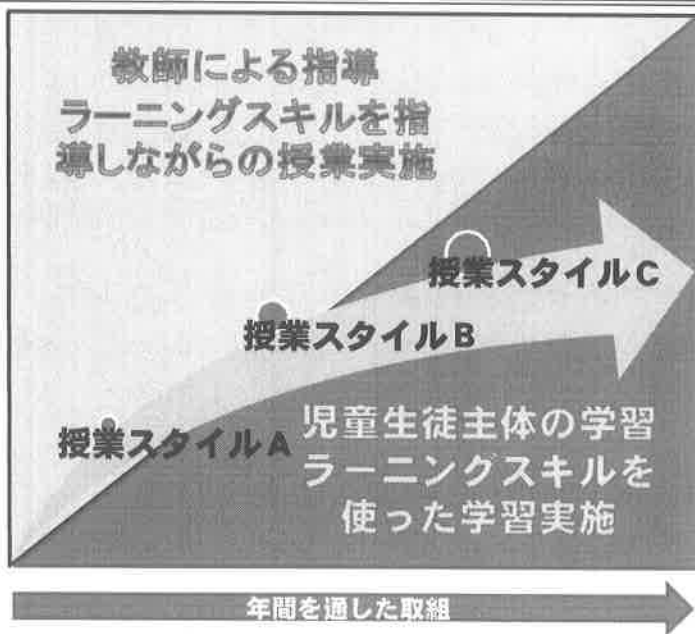 教師による指導
ラーニングスキルを指
導しながらの授業実施
授業スタイルC
授業スタイルB
授業スタイルA
児童生徒主体の学習
ラーニングスキルを
使った学習実施
年間を通した取組